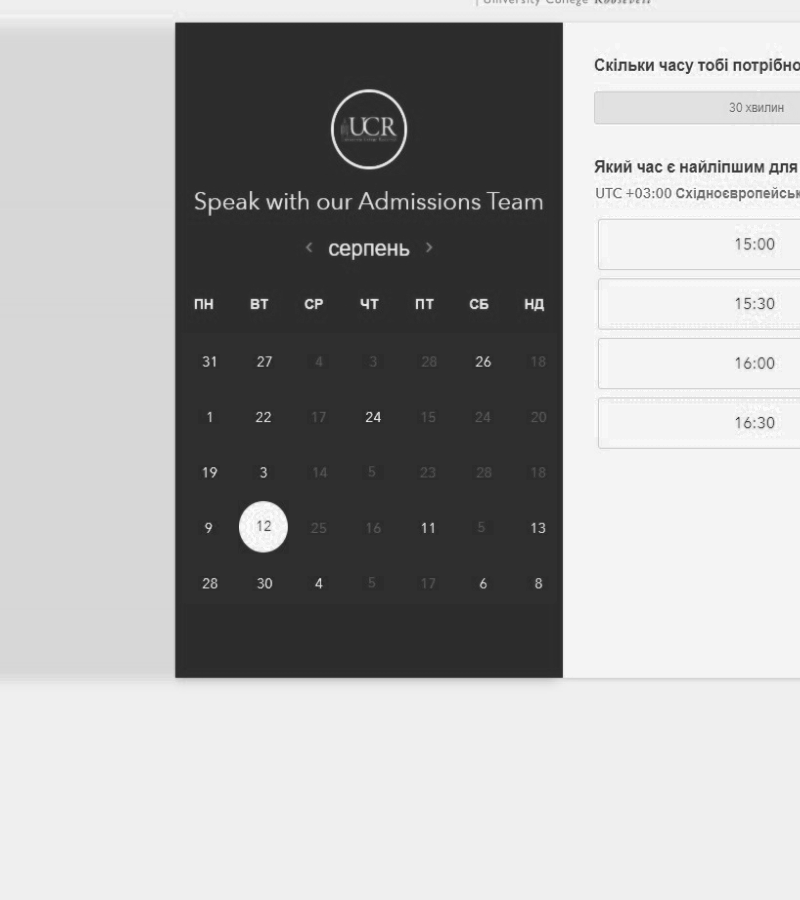 University College ROOSEVELT
UCR
Speak with our Admissions Team
‹ серпень ›
ПН ВТ СР ЧТ ПТ СБ НД
31 27 4 3 28 26 18
1 22 17 24 15 24 20
19 3 14 5 23 28 18
9 12 25 16 11 5 13
28 30 4 5 17 6 8
Скільки часу тобі потрібно
30 хвилин
Який час є найліпшим для
UTC +03:00 Східноєвропейськ
15:00
15:30
16:00
16:30